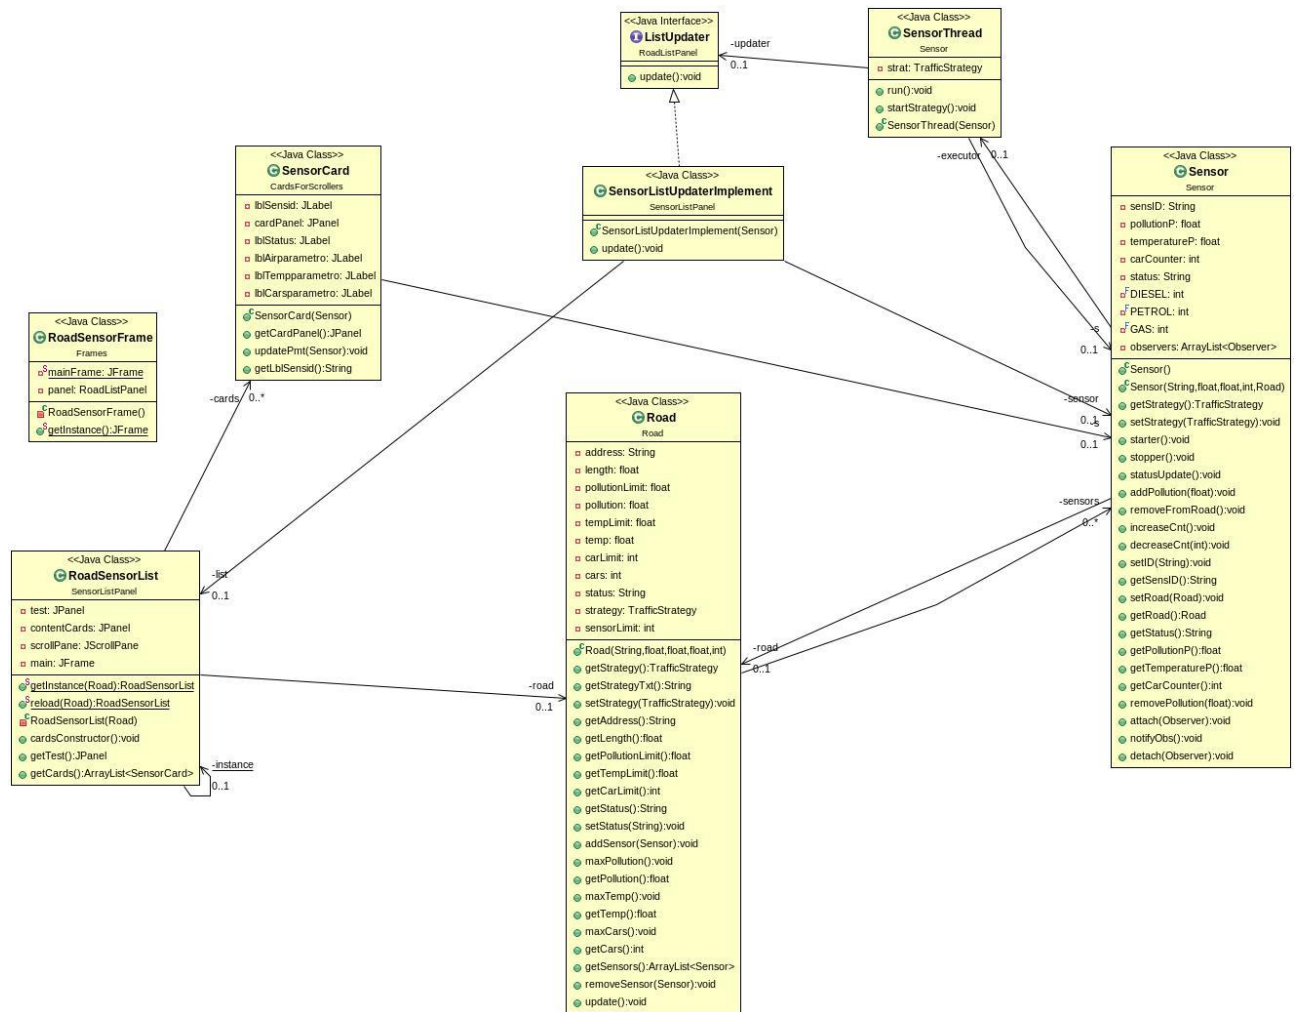 <<Java Interface>>
ListUpdater
RoadListPanel
update():void
-updater
0..1
<<Java Class>>
SensorThread
Sensor
strat: TrafficStrategy
run():void
startStrategy():void
SensorThread(Sensor)
-executor
0..1
<<Java Class>>
SensorCard
CardsForScrollers
lblSensid: JLabel
cardPanel: JPanel
lblStatus: JLabel
lblAirparametro: JLabel
lblTempparametro: JLabel
lblCarsparametro: JLabel
SensorCard(Sensor)
getCardPanel():JPanel
updatePmt(Sensor):void
getLblSensid():String
<<Java Class>>
SensorListUpdaterImplement
SensorListPanel
SensorListUpdaterImplement(Sensor)
update():void
<<Java Class>>
Sensor
Sensor
sensID: String
pollutionP: float
temperatureP: float
carCounter: int
status: String
DIESEL: int
PETROL: int
GAS: int
observers: ArrayList<Observer>
Sensor()
Sensor(String,float,float,int,Road)
getStrategy():TrafficStrategy
setStrategy(TrafficStrategy):void
starter():void
stopper():void
statusUpdate():void
addPollution(float):void
removeFromRoad():void
increaseCnt():void
decreaseCnt(int):void
setID(String):void
getSensID():String
setRoad(Road):void
getRoad():Road
getStatus():String
getPollutionP():float
getTemperatureP():float
getCarCounter():int
removePollution(float):void
attach(Observer):void
notifyObs():void
detach(Observer):void
-s
0..1
-sensor
0..1
-s
0..1
-sensors
0..*
<<Java Class>>
RoadSensorFrame
Frames
mainFrame: JFrame
panel: RoadListPanel
RoadSensorFrame()
getInstance():JFrame
-cards
0..*
<<Java Class>>
Road
Road
address: String
length: float
pollutionLimit: float
pollution: float
tempLimit: float
temp: float
carLimit: int
cars: int
status: String
strategy: TrafficStrategy
sensorLimit: int
Road(String,float,float,float,int)
getStrategy():TrafficStrategy
getStrategyTxt():String
setStrategy(TrafficStrategy):void
getAddress():String
getLength():float
getPollutionLimit():float
getTempLimit():float
getCarLimit():int
getStatus():String
setStatus(String):void
addSensor(Sensor):void
maxPollution():void
getPollution():float
maxTemp():void
getTemp():float
maxCars():void
getCars():int
getSensors():ArrayList<Sensor>
removeSensor(Sensor):void
update():void
-road
0..1
<<Java Class>>
RoadSensorList
SensorListPanel
test: JPanel
contentCards: JPanel
scrollPane: JScrollPane
main: JFrame
getInstance(Road):RoadSensorList
reload(Road):RoadSensorList
RoadSensorList(Road)
cardsConstructor():void
getTest():JPanel
getCards():ArrayList<SensorCard>
-list
0..1
-road
0..1
-instance
0..1